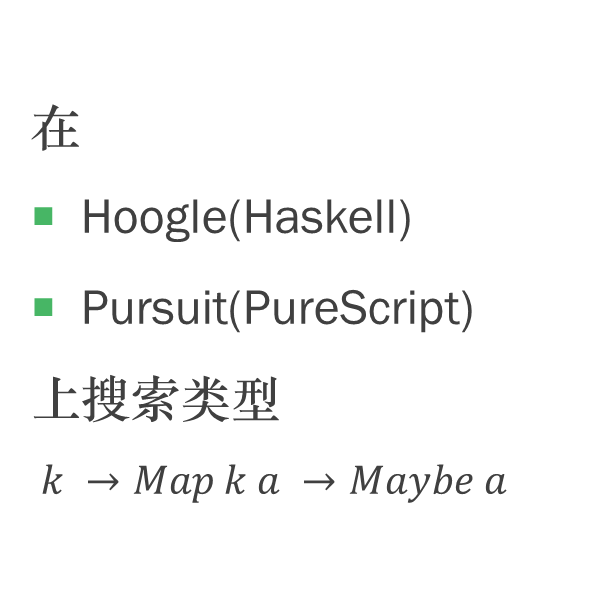 在
■ Hoogle(Haskell)
■ Pursuit(PureScript)
上搜索类型
k → Map k a → Maybe a